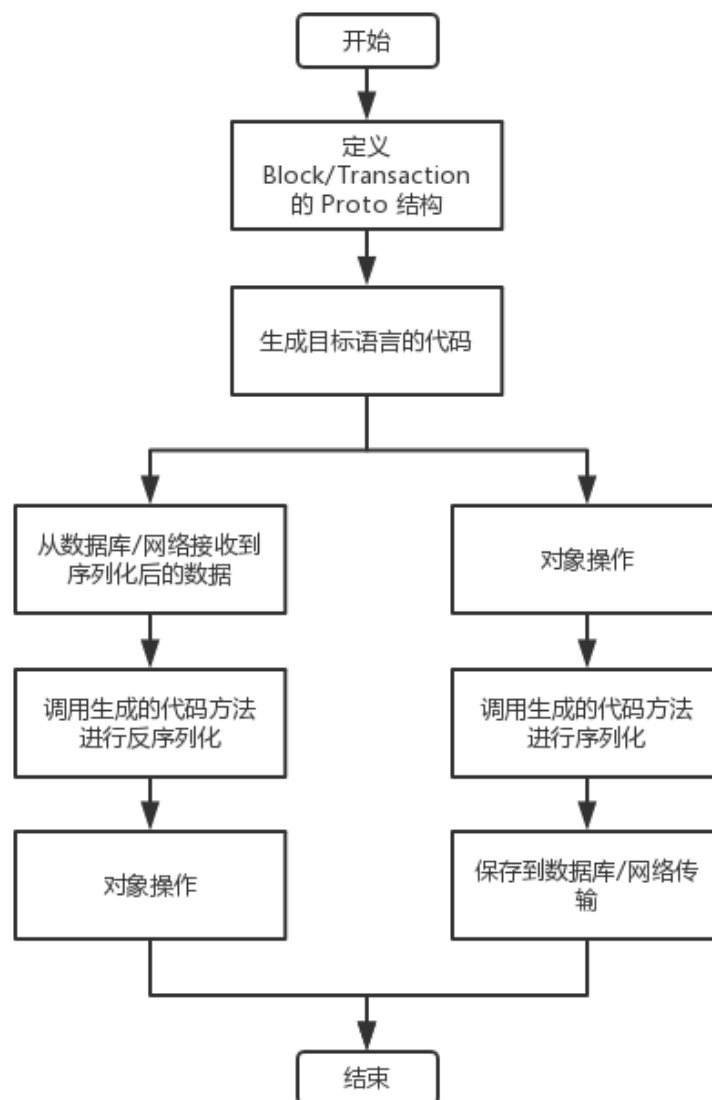 开始
定义
Block/Transaction
的 Proto 结构
生成目标语言的代码
从数据库/网络接收到
序列化后的数据
调用生成的代码方法
进行反序列化
对象操作
对象操作
调用生成的代码方法
进行序列化
保存到数据库/网络传
输
结束